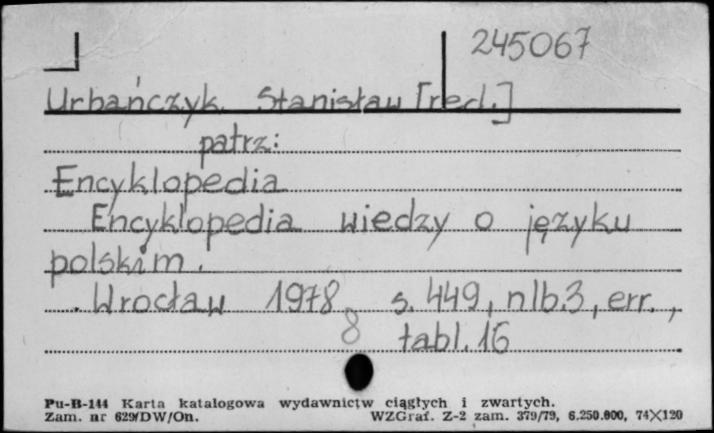 245067
Urbańczyk Stanisław [red.]
patrz:
Encyklopedia
Encyklopedia wiedzy o języku
polskim.
Wrocław 1978 s. 449, nlb.3, err.,
8 tabl. 16
Pu-B-144 Karta katalogowa wydawnictw ciągłych i zwartych.
Zam. nr 629/DW/On. WZGraf. Z-2 zam. 379/79, 6.250.000, 74×120